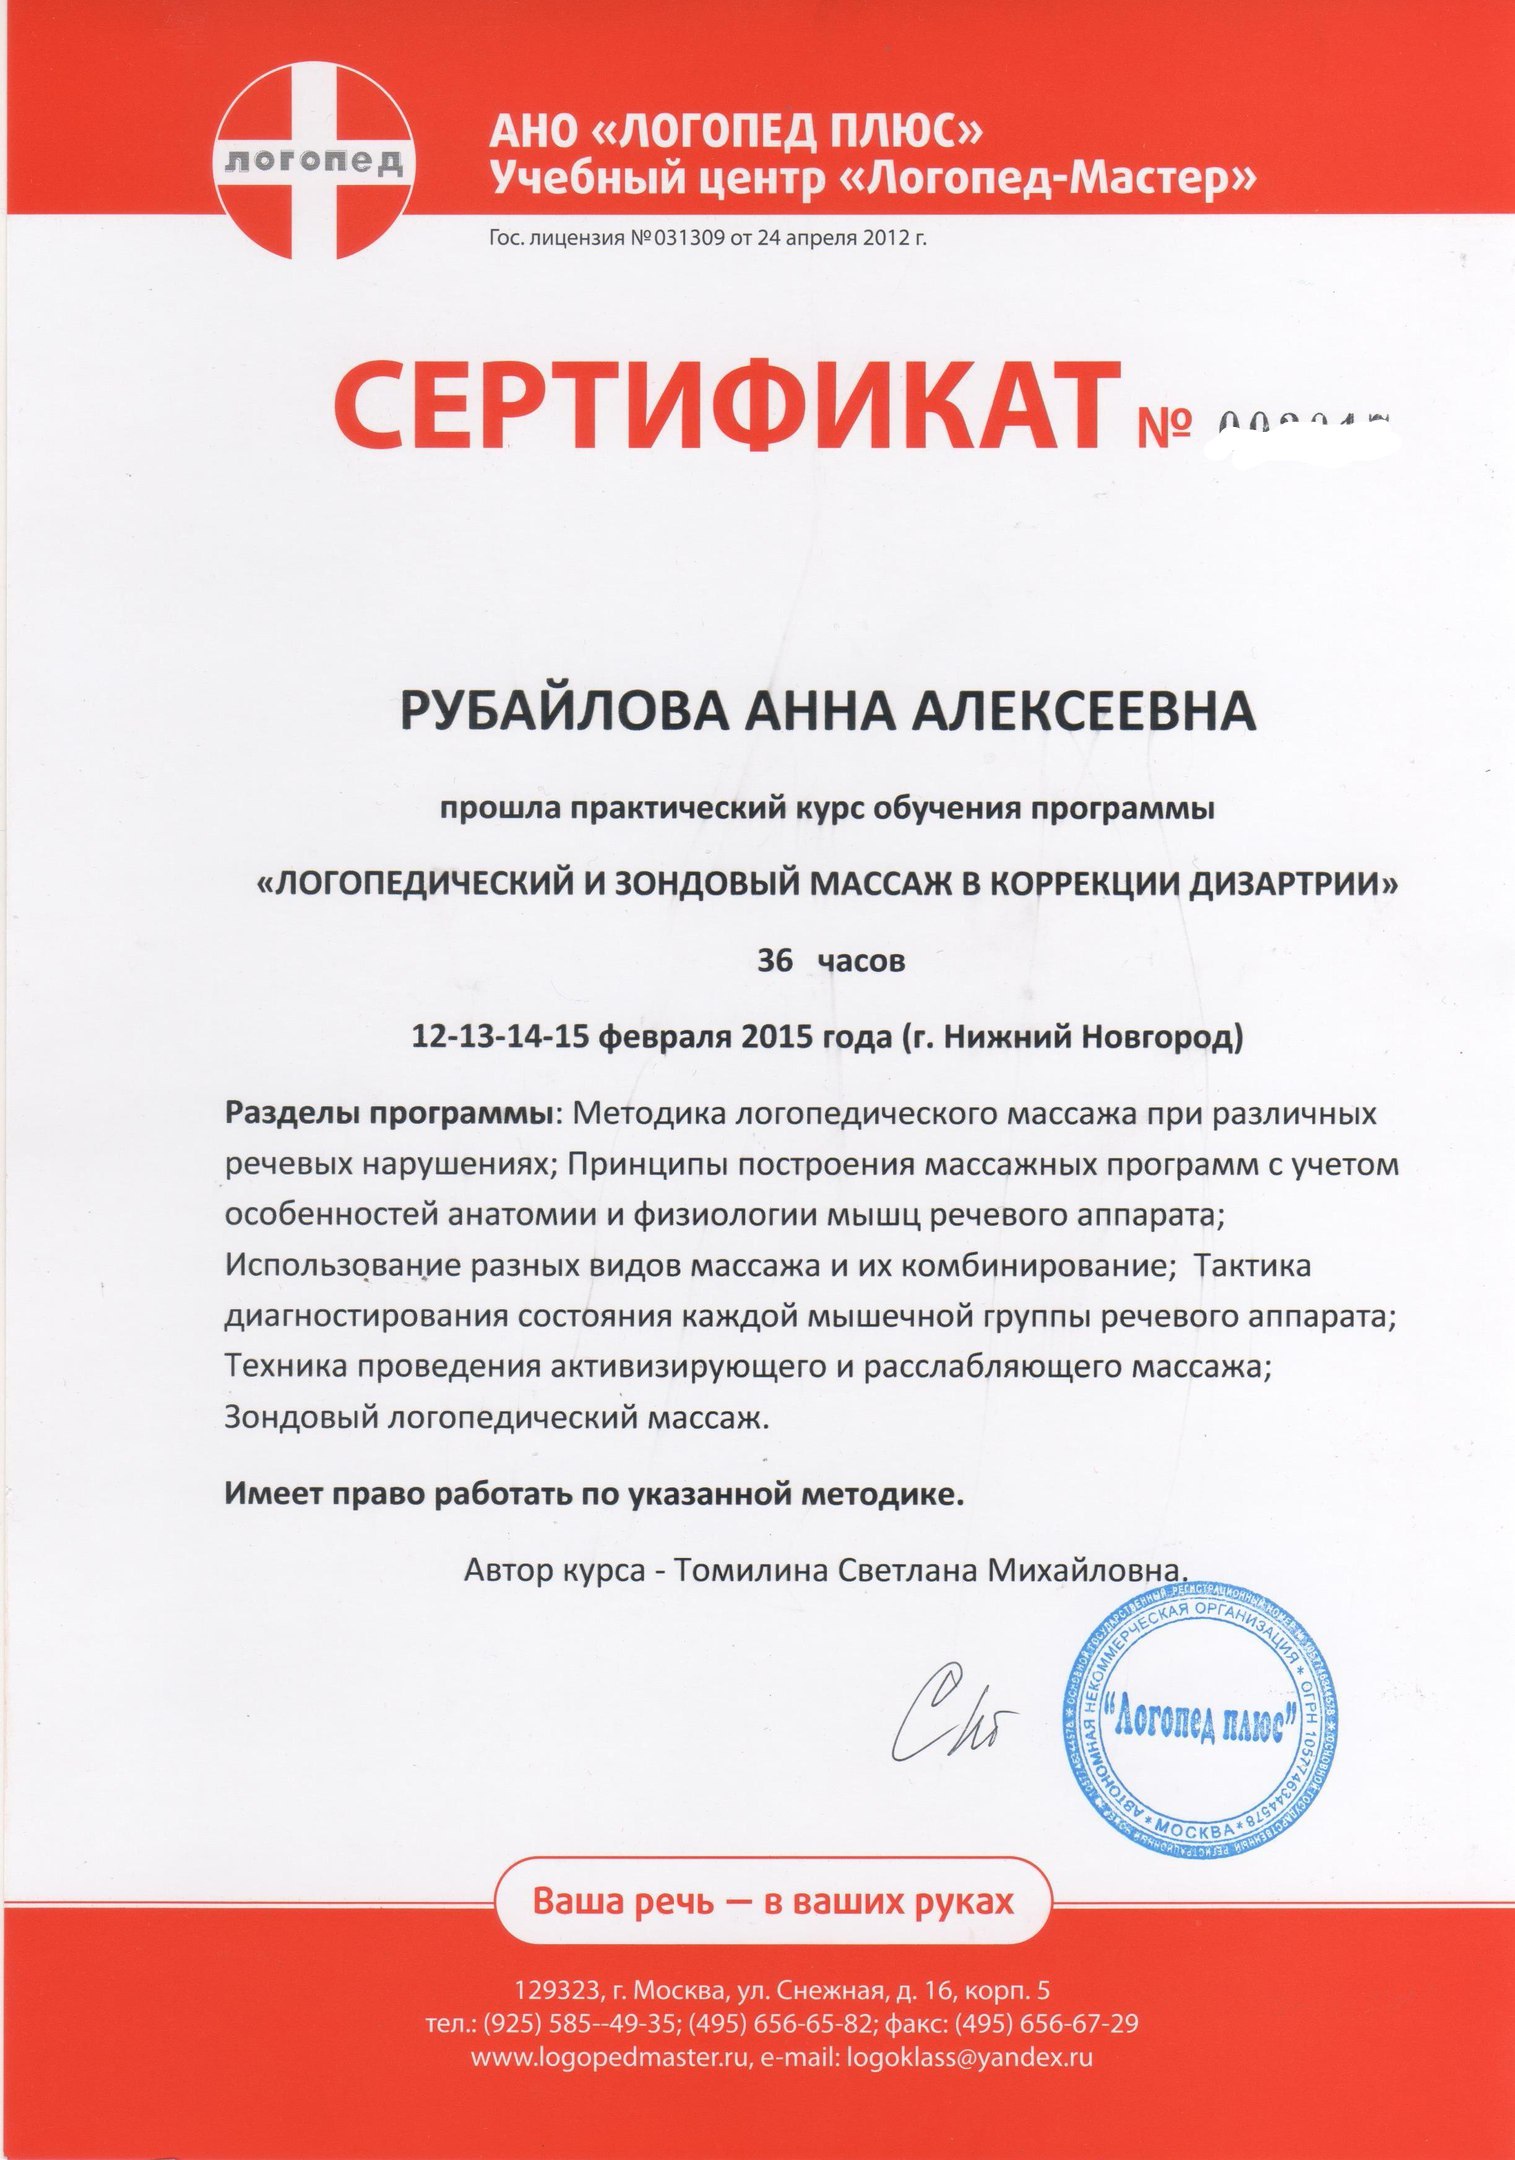 логопед
АНО «ЛОГОПЕД ПЛЮС»
Учебный центр «Логопед-Мастер»
Гос. лицензия №031309 от 24 апреля 2012 г.
СЕРТИФИКАТ №
РУБАЙЛОВА АННА АЛЕКСЕЕВНА
прошла практический курс обучения программы
«ЛОГОПЕДИЧЕСКИЙ И ЗОНДОВЫЙ МАССАЖ В КОРРЕКЦИИ ДИЗАРТРИИ»
36 часов
12-13-14-15 февраля 2015 года (г. Нижний Новгород)
Разделы программы: Методика логопедического массажа при различных
речевых нарушениях; Принципы построения массажных программ с учетом
особенностей анатомии и физиологии мышц речевого аппарата;
Использование разных видов массажа и их комбинирование; Тактика
диагностирования состояния каждой мышечной группы речевого аппарата;
Техника проведения активизирующего и расслабляющего массажа;
Зондовый логопедический массаж.
Имеет право работать по указанной методике.
Автор курса - Томилина Светлана Михайловна.
АВТОНОМНАЯ НЕКОММЕРЧЕСКАЯ ОРГАНИЗАЦИЯ * ОГРН 1057746344578 * МОСКВА *
"Логопед плюс"
Ваша речь — в ваших руках
129323, г. Москва, ул. Снежная, д. 16, корп. 5
тел.: (925) 585--49-35; (495) 656-65-82; факс: (495) 656-67-29
www.logopedmaster.ru, e-mail: logoklass@yandex.ru